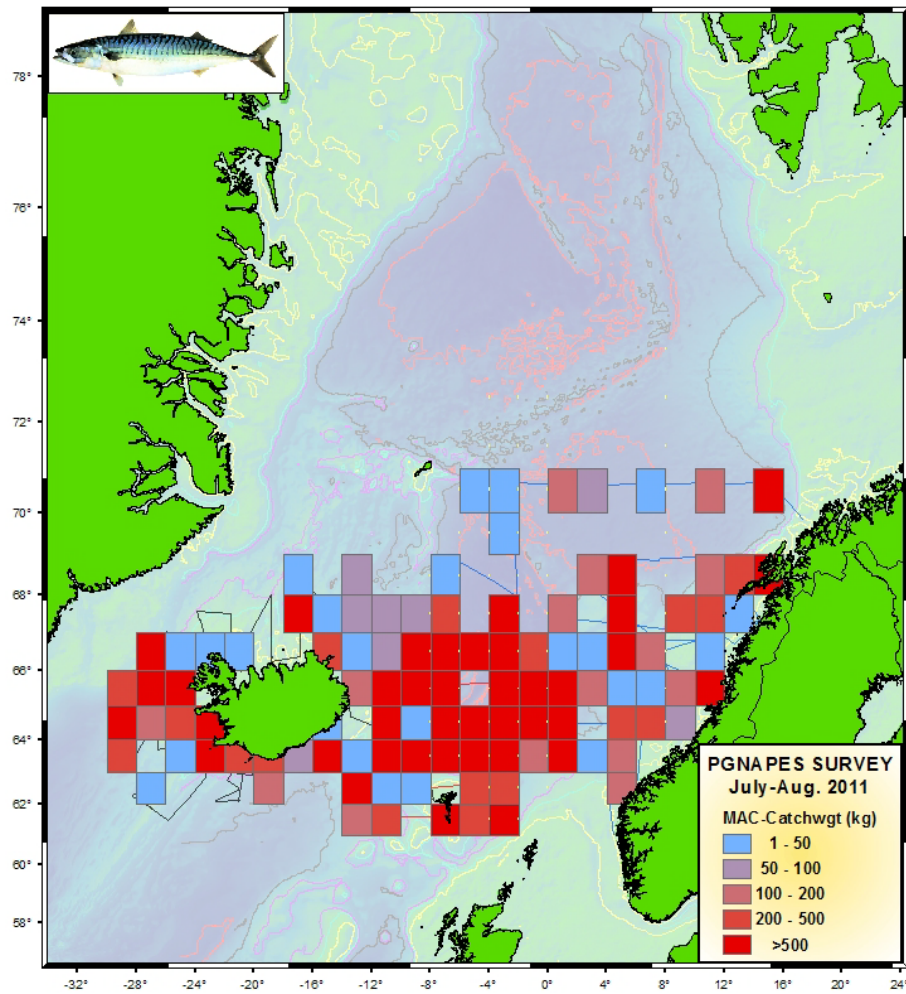 78°
76°
74°
72°
70°
68°
66°
64°
62°
60°
58°
PGNAPES SURVEY
July-Aug. 2011
MAC-Catchwgt (kg)
1 - 50
50 - 100
100 - 200
200 - 500
>500
-32° -28° -24° -20° -16° -12° -8° -4° 0° 4° 8° 12° 16° 20° 24°